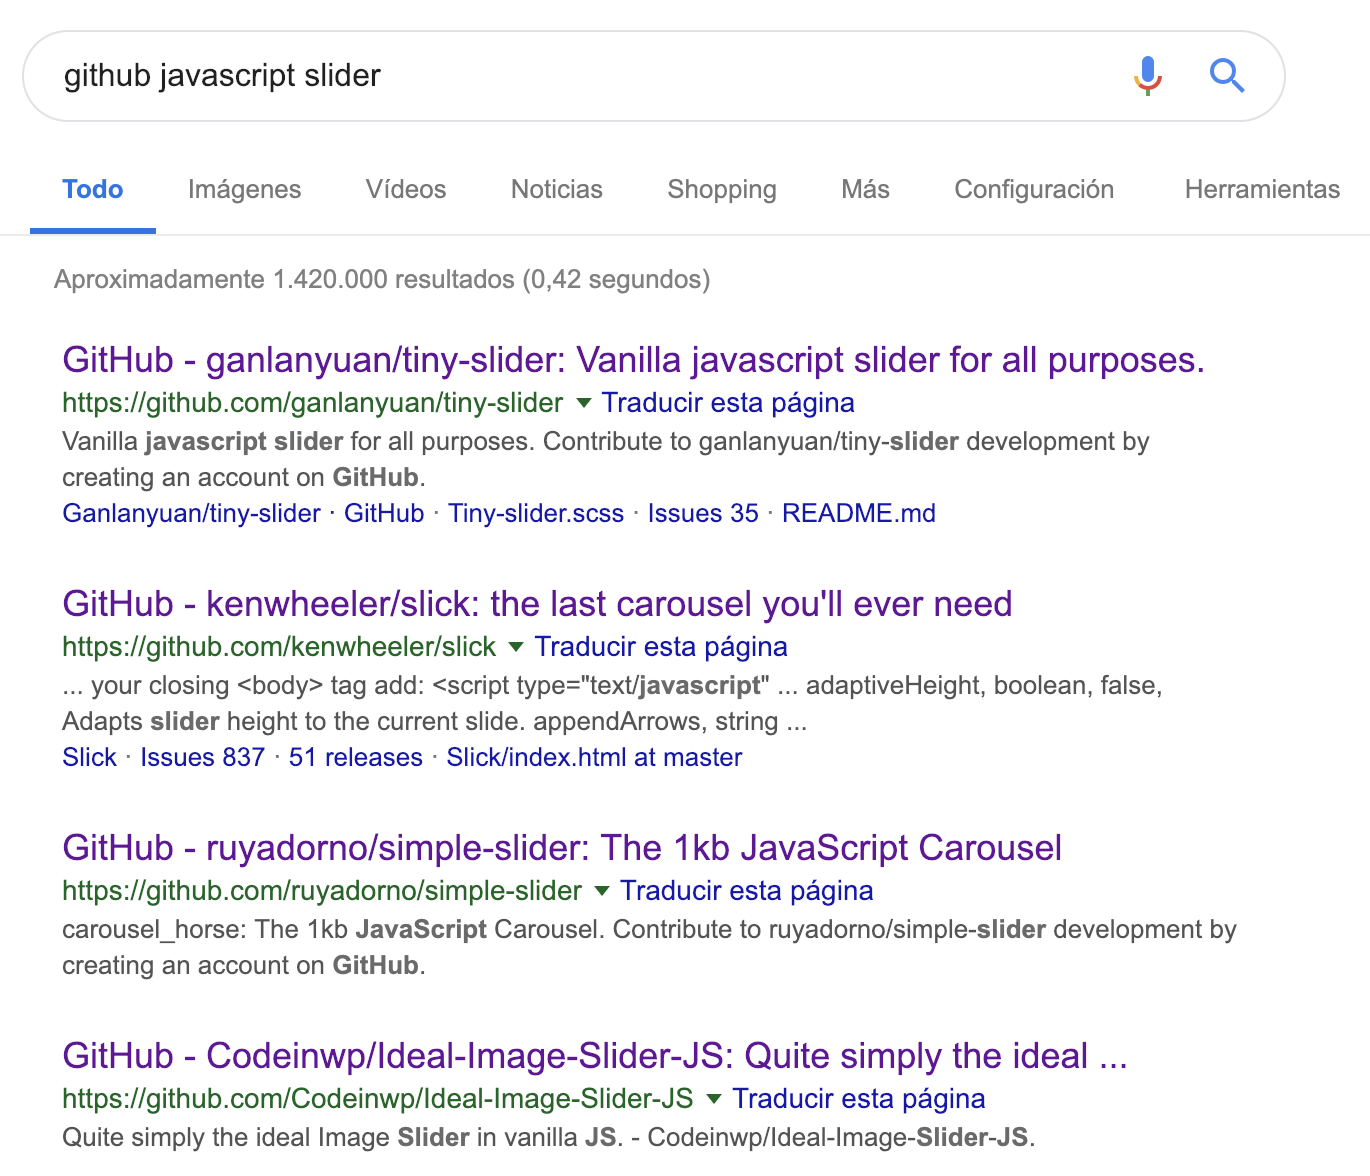 github javascript slider
Todo Imágenes Vídeos Noticias Shopping Más Configuración Herramientas
Aproximadamente 1.420.000 resultados (0,42 segundos)
GitHub - ganlanyuan/tiny-slider: Vanilla javascript slider for all purposes.
https://github.com/ganlanyuan/tiny-slider Traducir esta página
Vanilla javascript slider for all purposes. Contribute to ganlanyuan/tiny-slider development by
creating an account on GitHub.
Ganlanyuan/tiny-slider · GitHub · Tiny-slider.scss · Issues 35 · README.md
GitHub - kenwheeler/slick: the last carousel you'll ever need
https://github.com/kenwheeler/slick Traducir esta página
... your closing <body> tag add: <script type="text/javascript" ... adaptiveHeight, boolean, false,
Adapts slider height to the current slide. appendArrows, string ...
Slick · Issues 837 · 51 releases · Slick/index.html at master
GitHub - ruyadorno/simple-slider: The 1kb JavaScript Carousel
https://github.com/ruyadorno/simple-slider Traducir esta página
carousel_horse: The 1kb JavaScript Carousel. Contribute to ruyadorno/simple-slider development by
creating an account on GitHub.
GitHub - Codeinwp/Ideal-Image-Slider-JS: Quite simply the ideal ...
https://github.com/Codeinwp/Ideal-Image-Slider-JS Traducir esta página
Quite simply the ideal Image Slider in vanilla JS. - Codeinwp/Ideal-Image-Slider-JS.